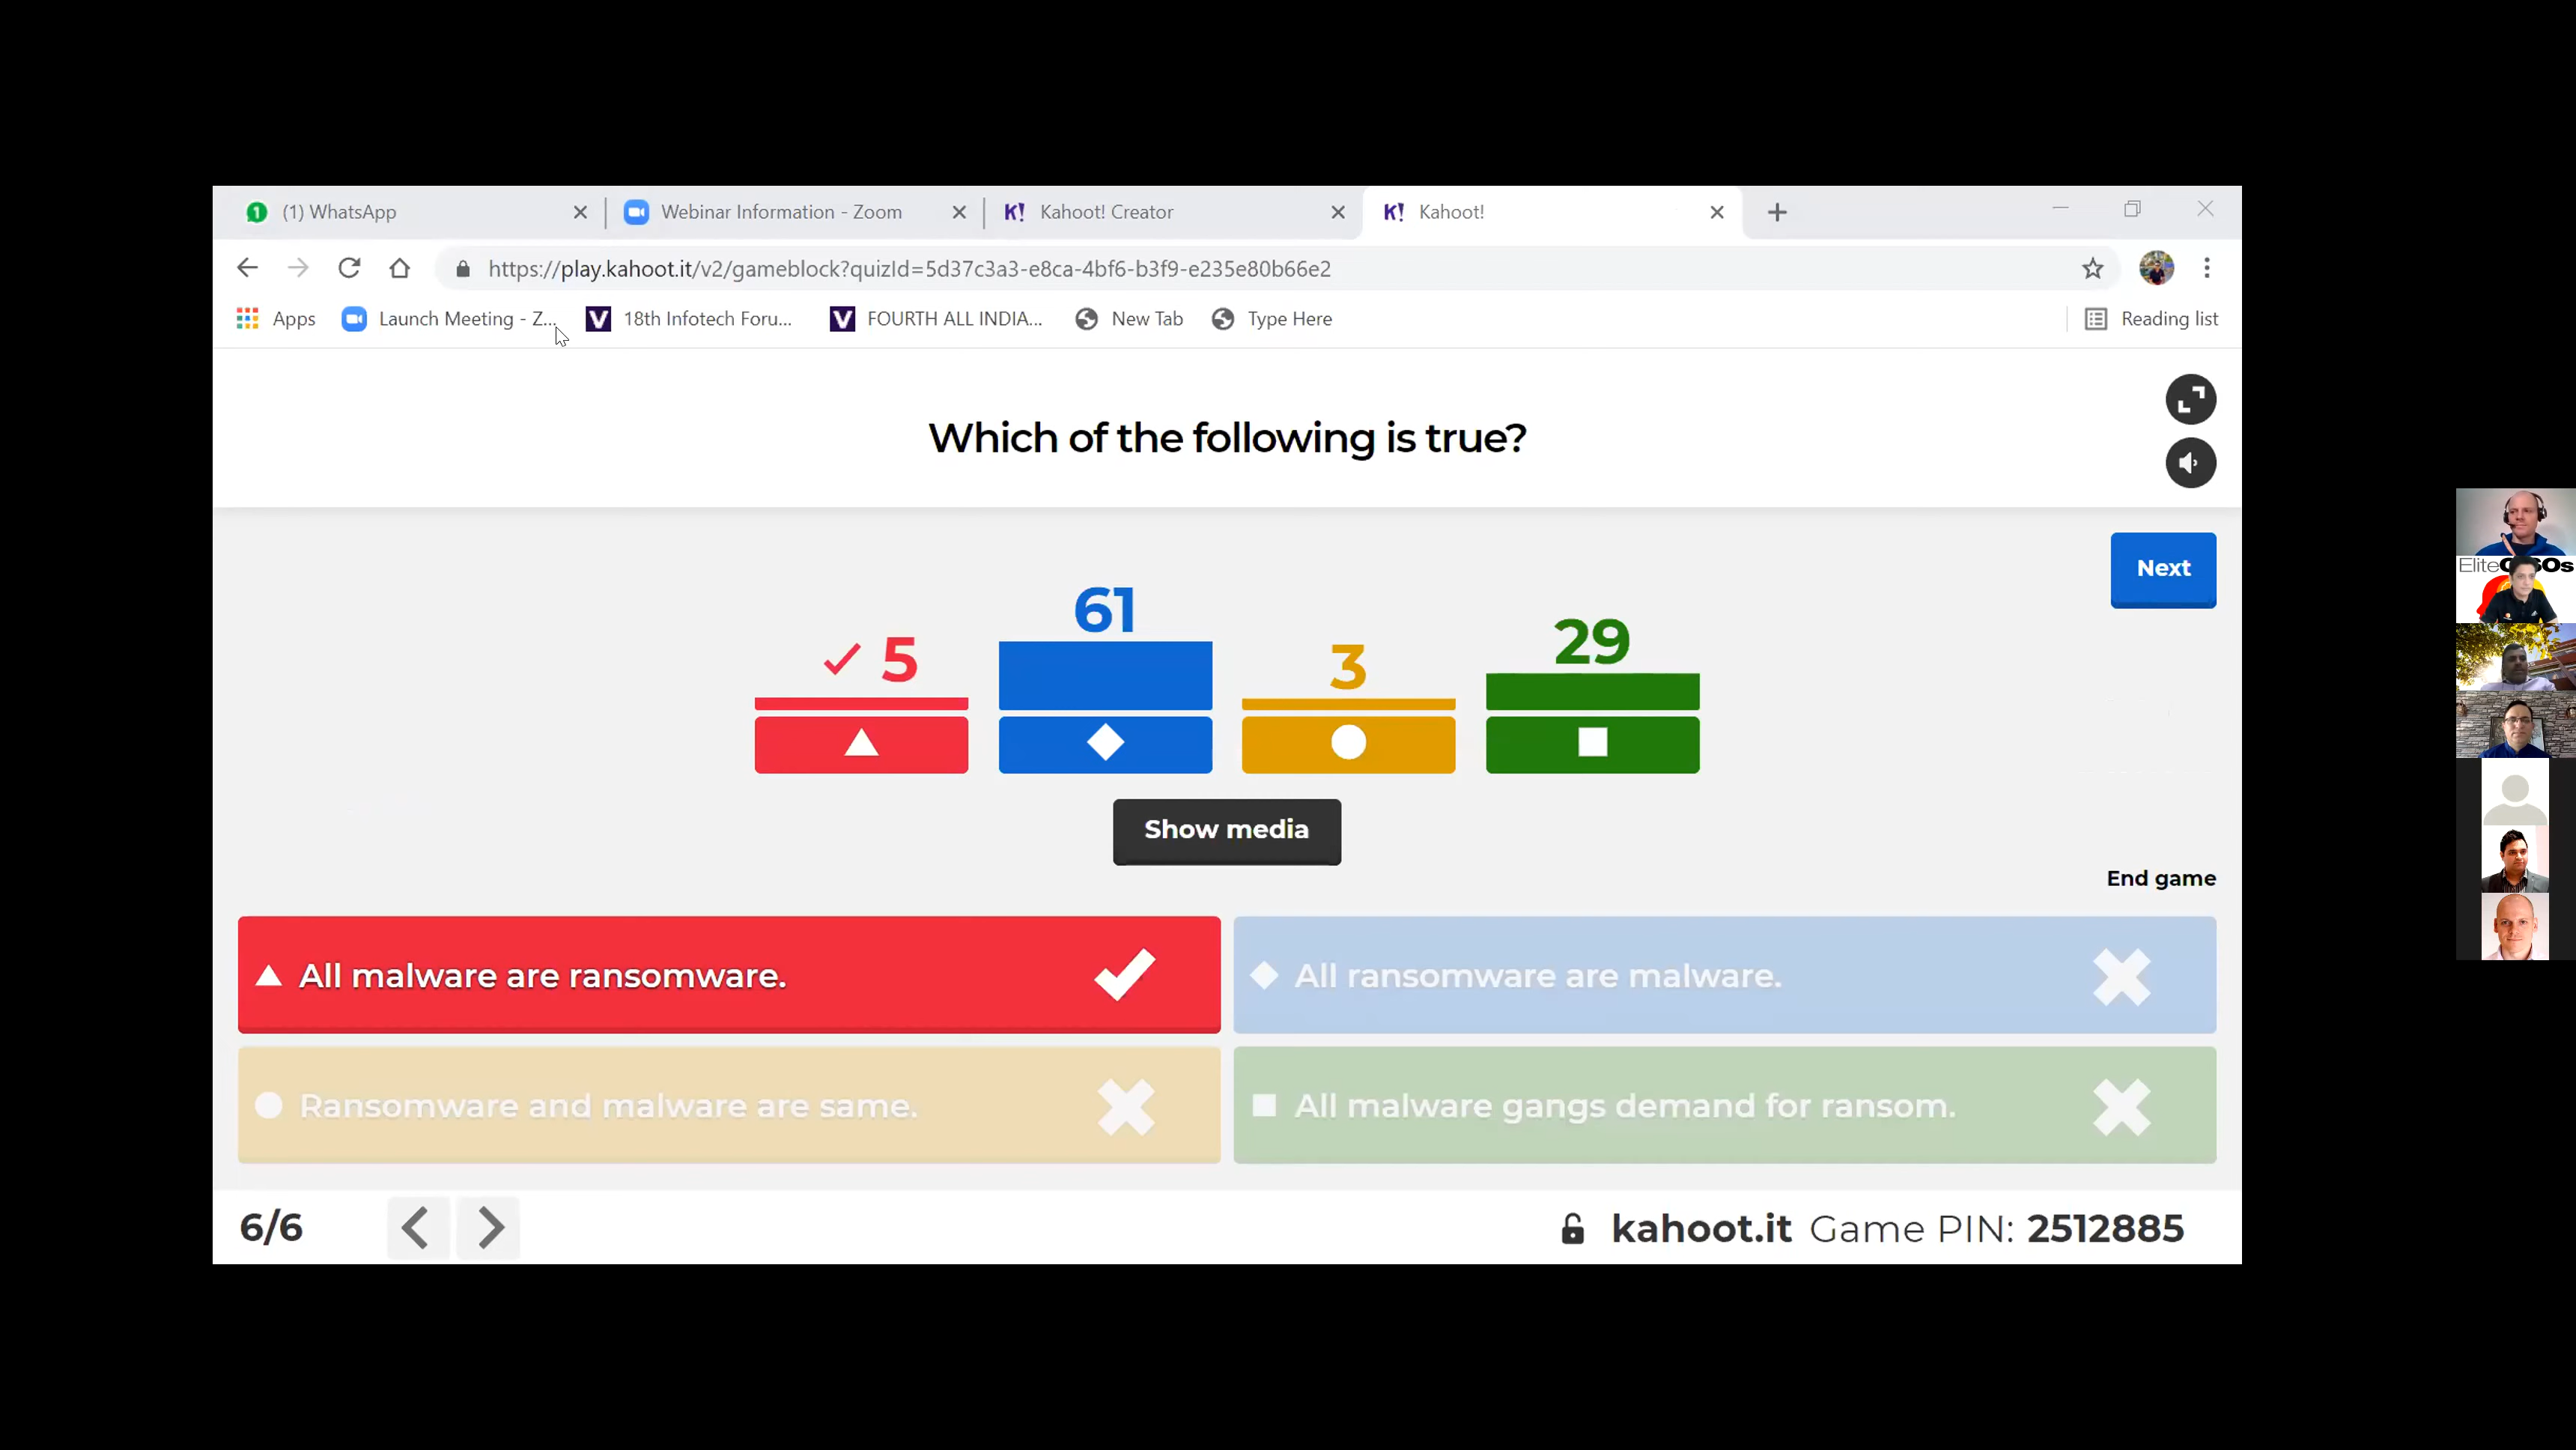 1 (1) WhatsApp
Webinar Information - Zoom
K! Kahoot! Creator
K! Kahoot!
https://play.kahoot.it/v2/gameblock?quizId=5d37c3a3-e8ca-4bf6-b3f9-e235e80b66e2
Apps
Launch Meeting - Z...
V 18th Infotech Foru...
V FOURTH ALL INDIA...
New Tab
Type Here
Reading list
Which of the following is true?
Next
5
61
3
29
Show media
End game
All malware are ransomware.
All ransomware are malware.
Ransomware and malware are same.
All malware gangs demand for ransom.
6/6
kahoot.it Game PIN: 2512885